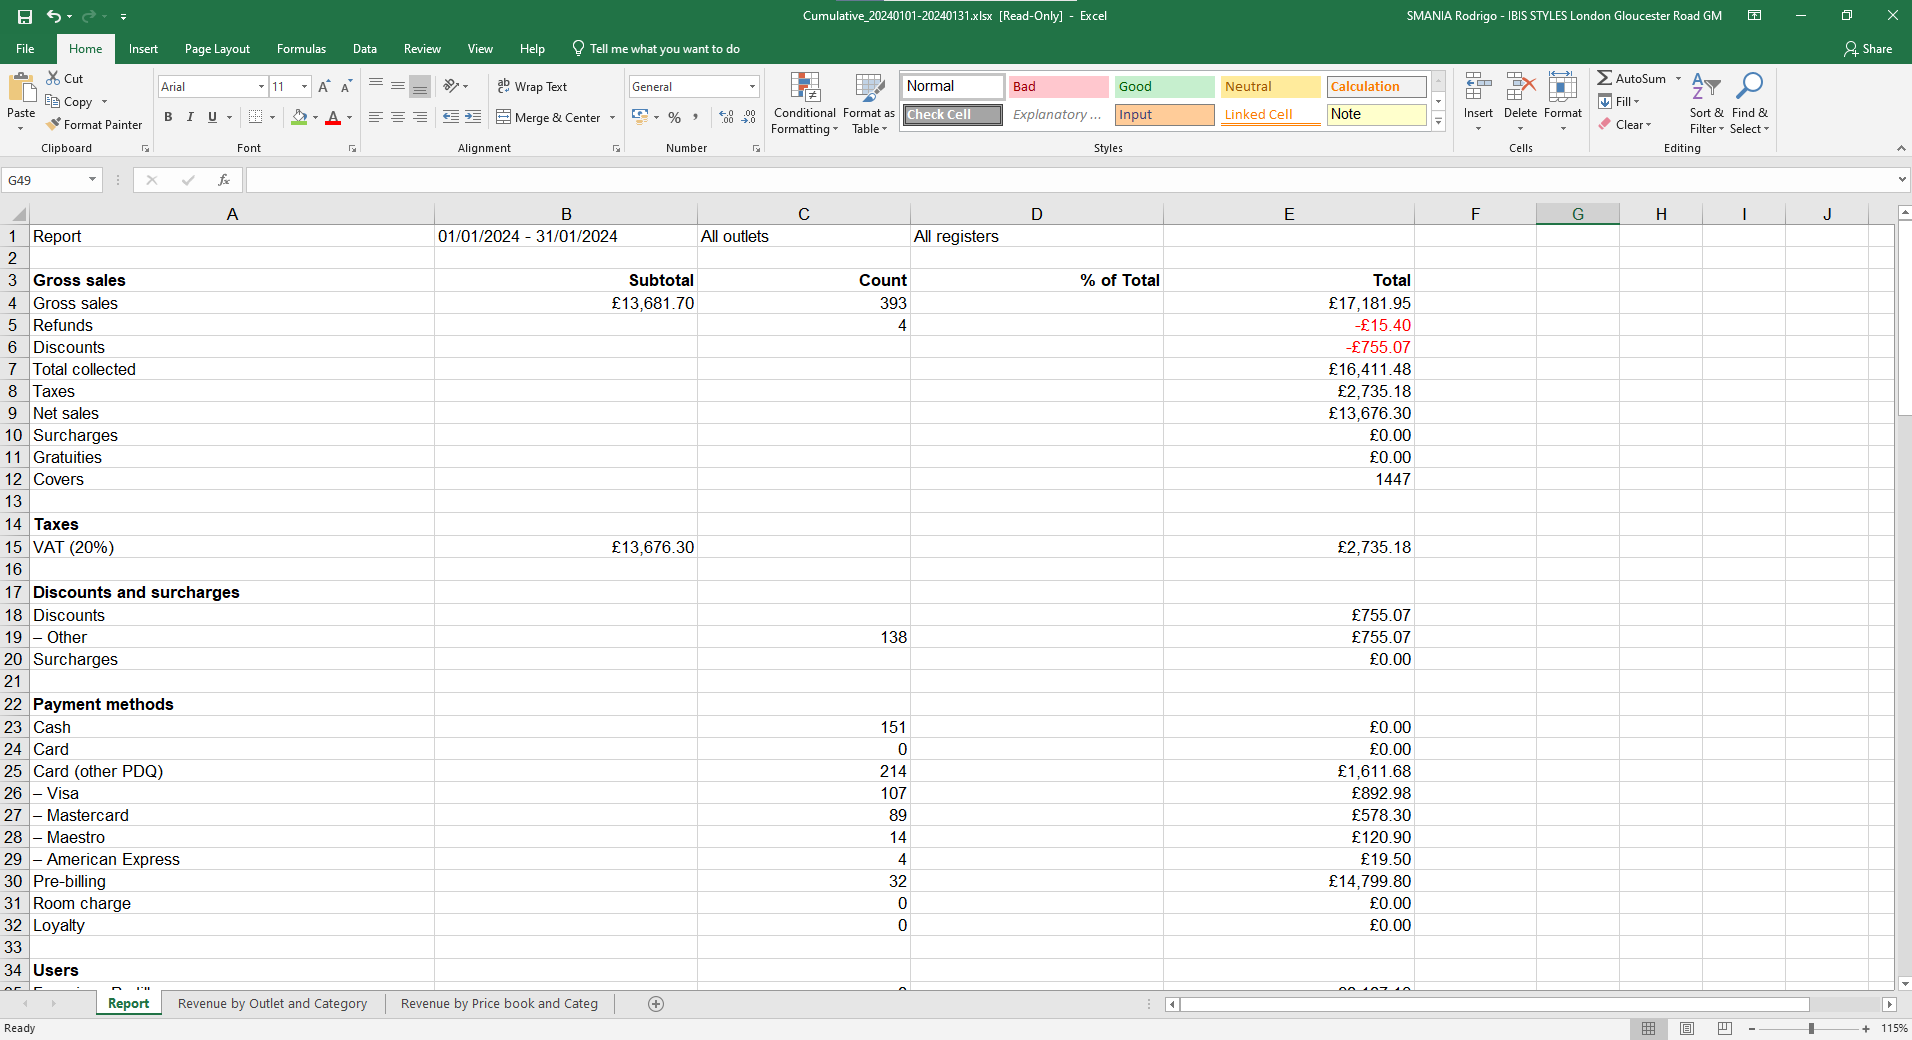 Cumulative_20240101-20240131.xlsx [Read-Only] - Excel
SMANIA Rodrigo - IBIS STYLES London Gloucester Road GM
File Home Insert Page Layout Formulas Data Review View Help Tell me what you want to do Share
Paste
Cut
Copy
Format Painter
Clipboard
Arial 11
B I U
Font
Wrap Text
Merge & Center
Alignment
General
Number
Conditional Formatting
Format as Table
Normal Bad Good Neutral Calculation
Check Cell Explanatory ... Input Linked Cell Note
Styles
Insert Delete Format
Cells
AutoSum
Fill
Clear
Sort & Filter
Find & Select
Editing
G49 fx
A B C D E F G H I J
1 Report 01/01/2024 - 31/01/2024 All outlets All registers
2
3 Gross sales Subtotal Count % of Total Total
4 Gross sales £13,681.70 393 £17,181.95
5 Refunds 4 -£15.40
6 Discounts -£755.07
7 Total collected £16,411.48
8 Taxes £2,735.18
9 Net sales £13,676.30
10 Surcharges £0.00
11 Gratuities £0.00
12 Covers 1447
13
14 Taxes
15 VAT (20%) £13,676.30 £2,735.18
16
17 Discounts and surcharges
18 Discounts £755.07
19 – Other 138 £755.07
20 Surcharges £0.00
21
22 Payment methods
23 Cash 151 £0.00
24 Card 0 £0.00
25 Card (other PDQ) 214 £1,611.68
26 – Visa 107 £892.98
27 – Mastercard 89 £578.30
28 – Maestro 14 £120.90
29 – American Express 4 £19.50
30 Pre-billing 32 £14,799.80
31 Room charge 0 £0.00
32 Loyalty 0 £0.00
33
34 Users
Report Revenue by Outlet and Category Revenue by Price book and Categ
Ready
115%